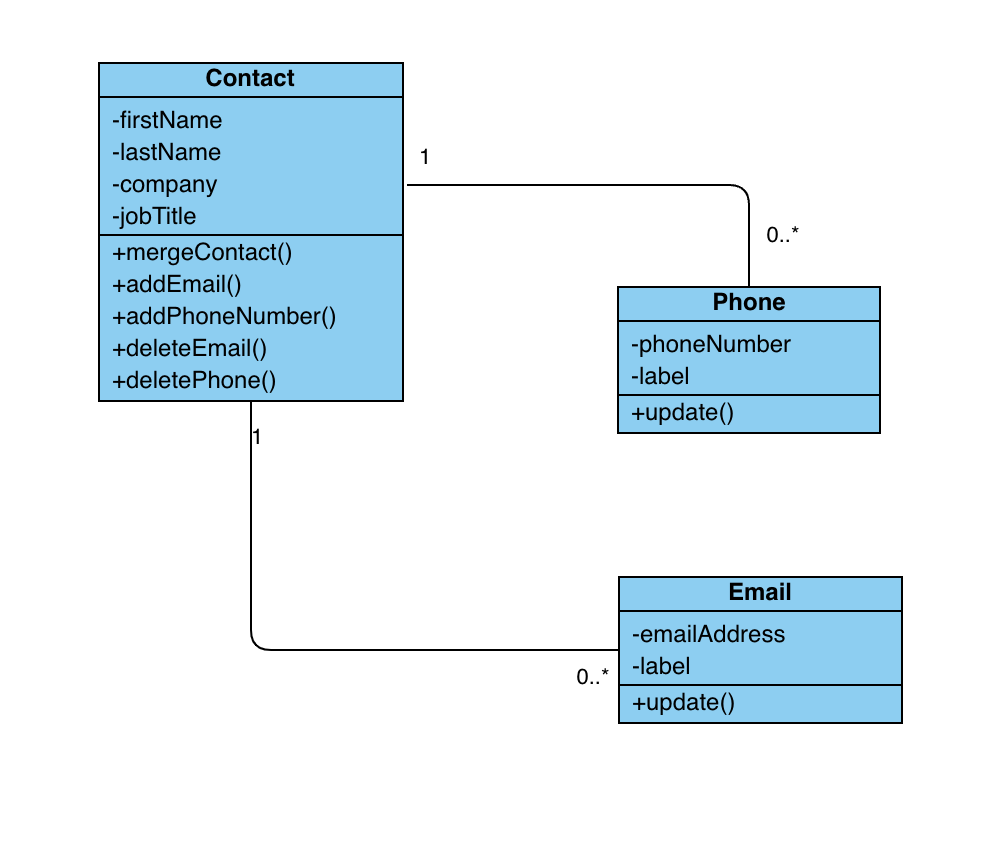 Contact
-firstName
-lastName
-company
-jobTitle
+mergeContact()
+addEmail()
+addPhoneNumber()
+deleteEmail()
+deletePhone()
1
0..*
Phone
-phoneNumber
-label
+update()
1
0..*
Email
-emailAddress
-label
+update()